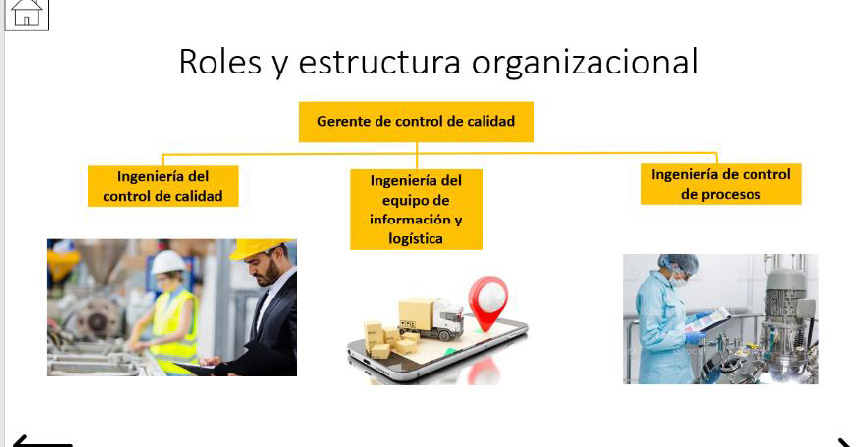 Roles y estructura organizacional
Gerente de control de calidad
Ingeniería del
control de calidad
Ingeniería del
equipo de
información y
logística
Ingeniería de control
de procesos
iStock